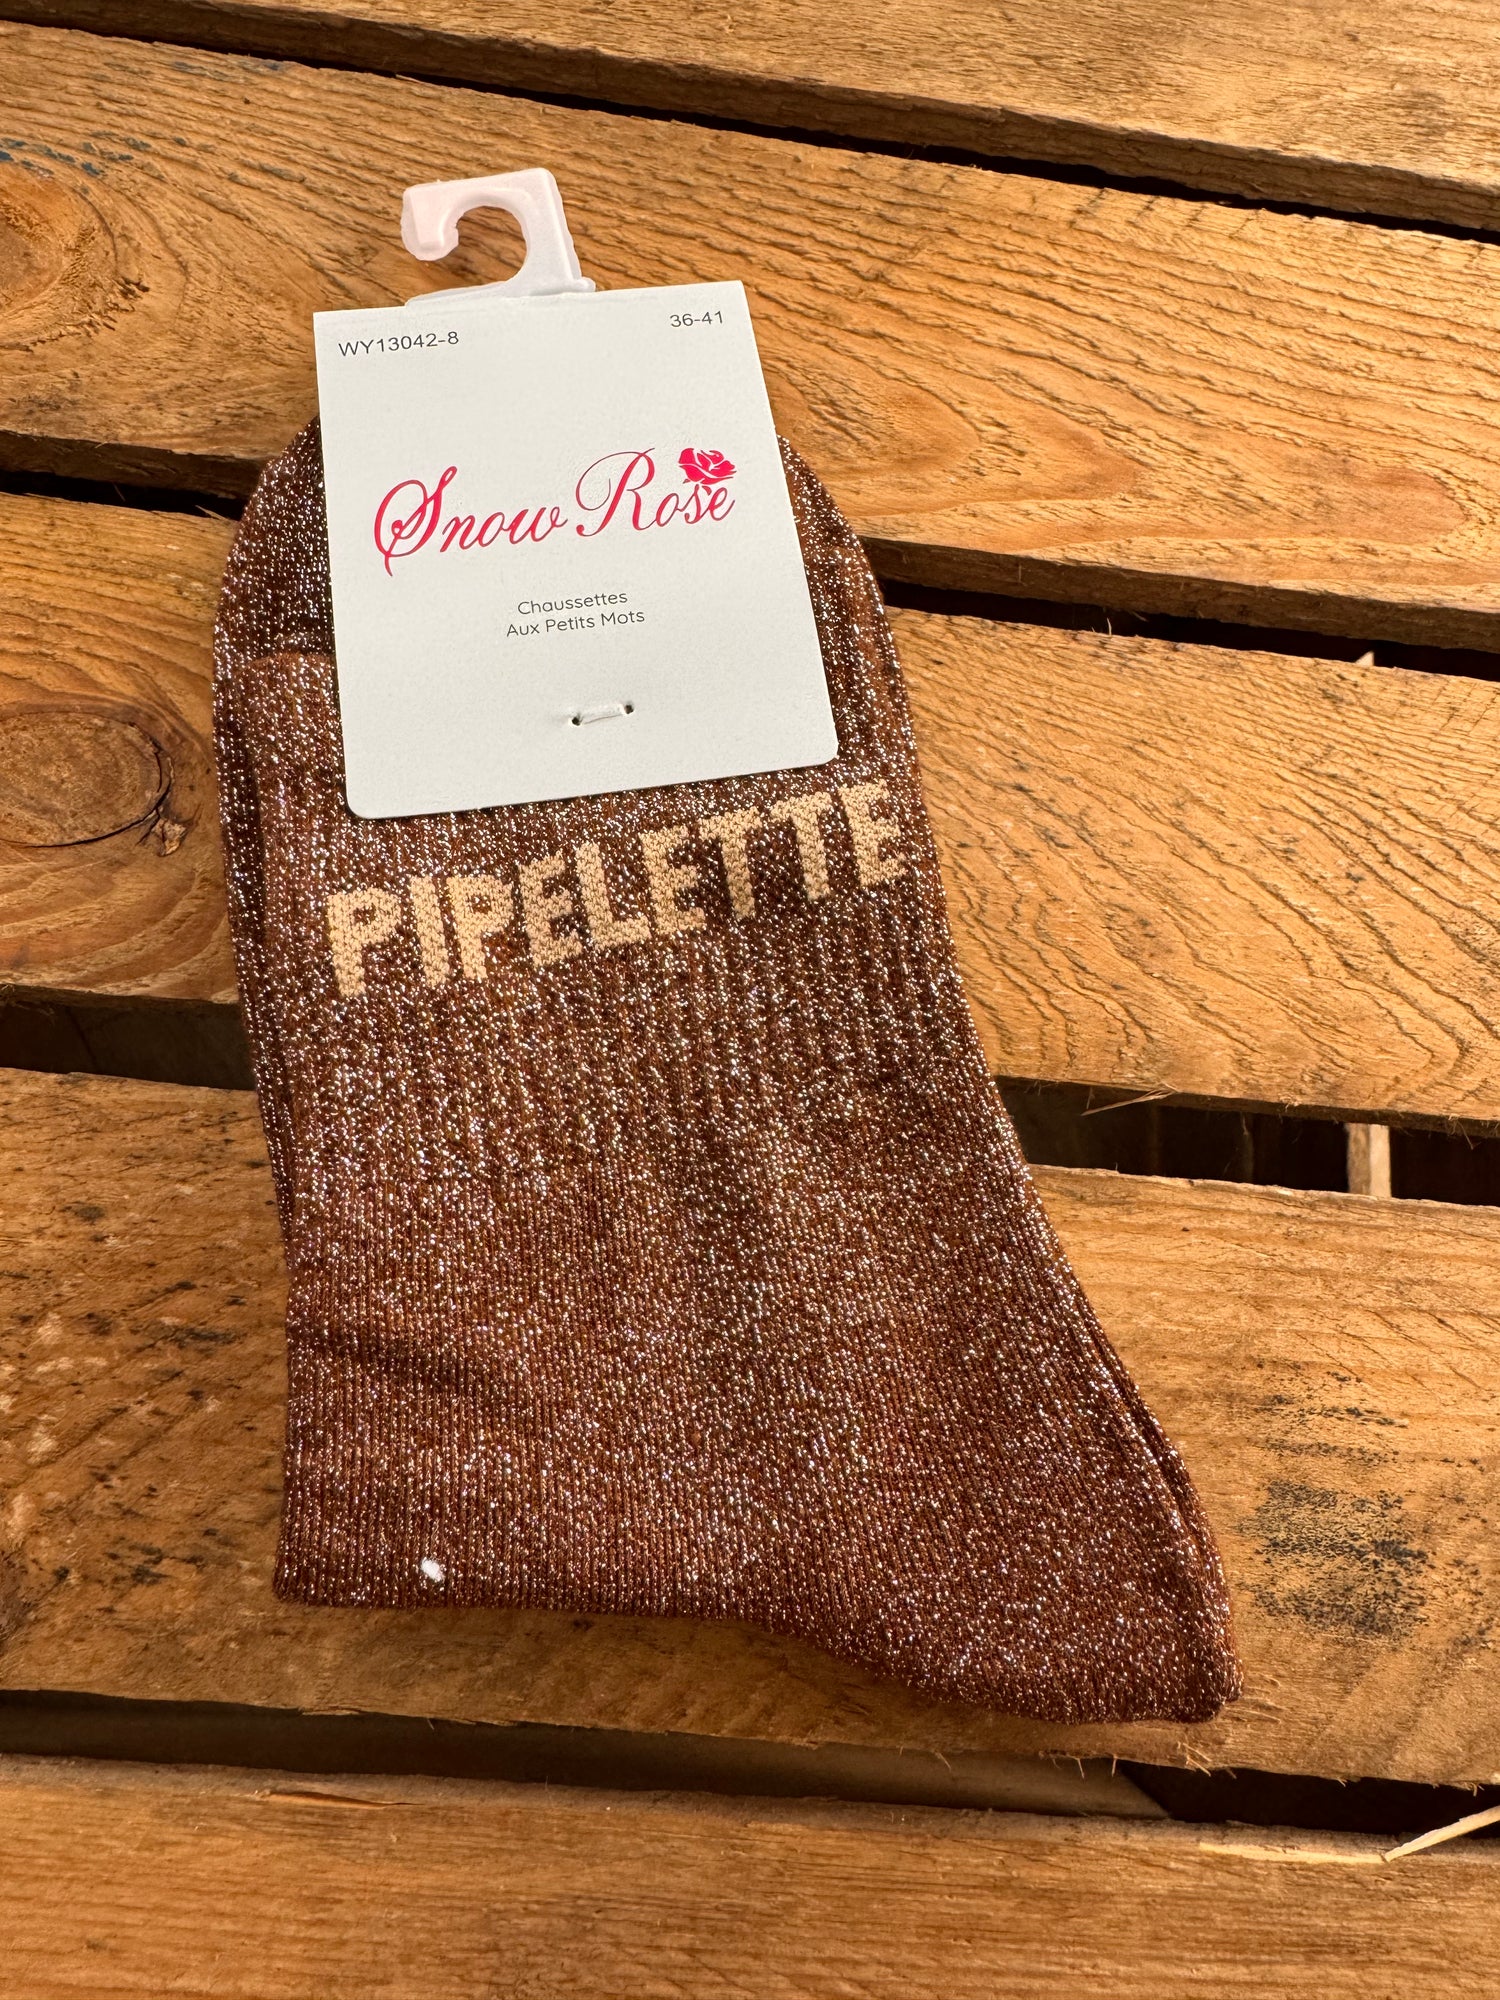 WY13042-8 36-41
Snow Rose
Chaussettes
Aux Petits Mots
PIPELETTE